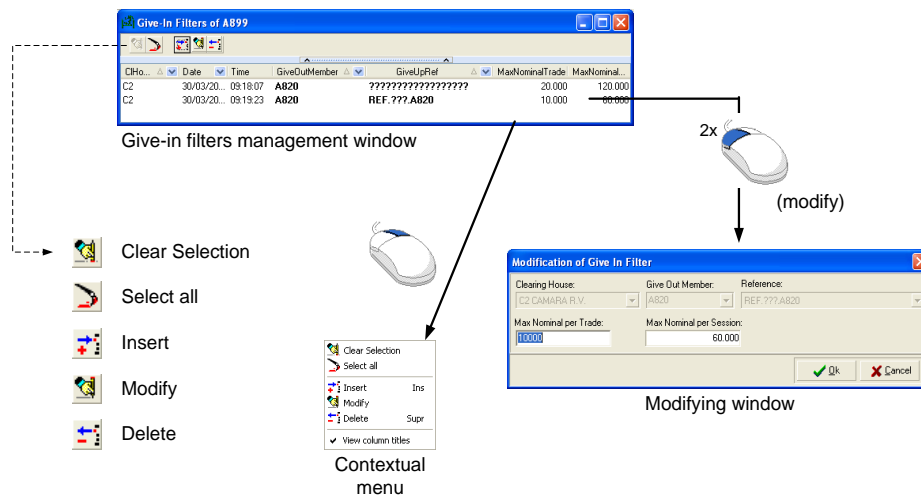 Give-In Filters of A899
ClHo... Date Time GiveOutMember GiveUpRef MaxNominalTrade MaxNominal...
C2 30/03/20... 09:18:07 A820 ?????????????????? 20.000 120.000
C2 30/03/20... 09:19:23 A820 REF.???.A820 10.000 60.000
Give-in filters management window
2x
(modify)
Clear Selection
Select all
Insert
Modify
Delete
Clear Selection
Select all
Insert Ins
Modify
Delete Supr
View column titles
Contextual
menu
Modification of Give In Filter
Clearing House: Give Out Member: Reference:
C2 CAMARA R.V. A820 REF.???.A820
Max Nominal per Trade: Max Nominal per Session:
10000 60.000
Ok Cancel
Modifying window